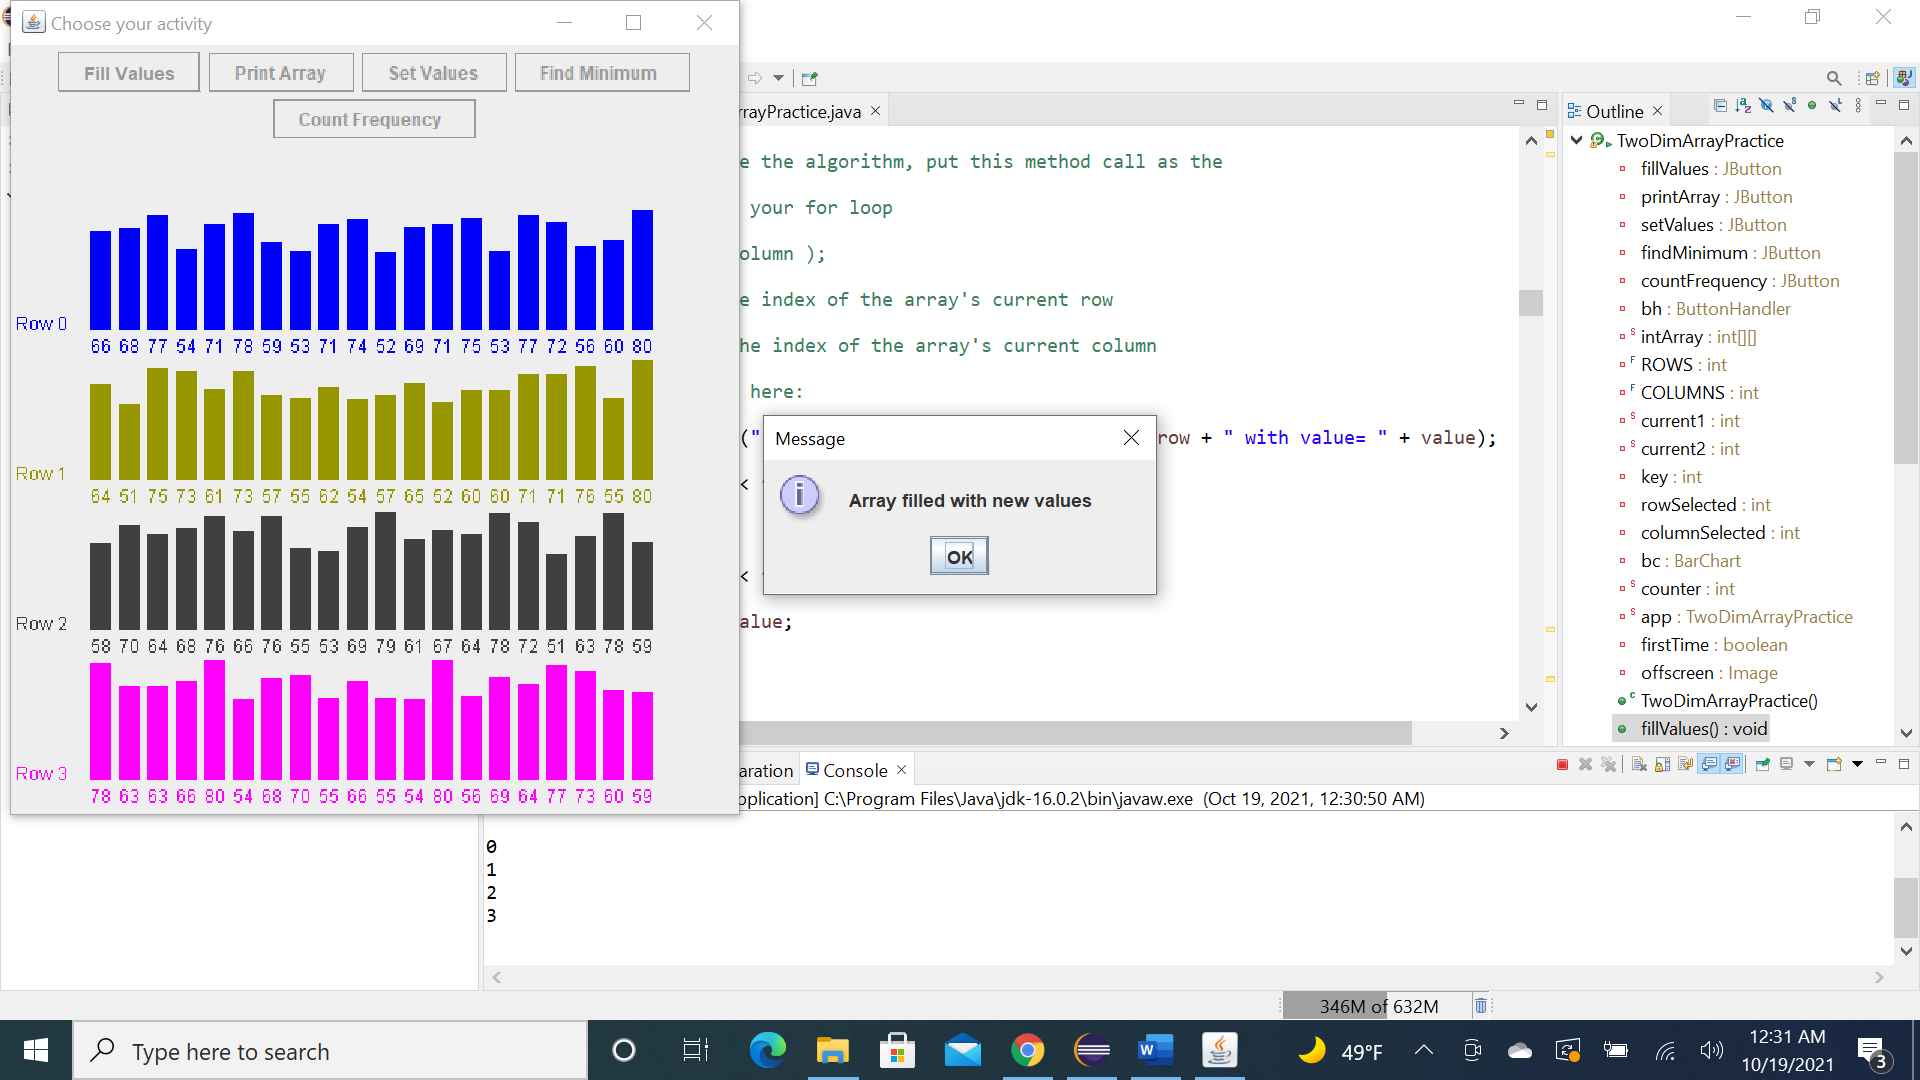 Choose your activity
Fill Values
Print Array
Set Values
Find Minimum
Count Frequency
Row 0
66 68 77 54 71 78 59 53 71 74 52 69 71 75 53 77 72 56 60 80
Row 1
64 51 75 73 61 73 57 55 62 54 57 65 52 60 60 71 71 76 55 80
Row 2
58 70 64 68 76 66 76 55 53 69 79 61 67 64 78 72 51 63 78 59
Row 3
78 63 63 66 80 54 68 70 55 66 55 54 80 56 69 64 77 73 60 59
rrayPractice.java
e the algorithm, put this method call as the
your for loop
olumn );
e index of the array's current row
he index of the array's current column
here:
(" row + " with value= " + value);
<
<
alue;
Message
Array filled with new values
OK
Outline
TwoDimArrayPractice
fillValues : JButton
printArray : JButton
setValues : JButton
findMinimum : JButton
countFrequency : JButton
bh : ButtonHandler
intArray : int[][]
ROWS : int
COLUMNS : int
current1 : int
current2 : int
key : int
rowSelected : int
columnSelected : int
bc : BarChart
counter : int
app : TwoDimArrayPractice
firstTime : boolean
offscreen : Image
TwoDimArrayPractice()
fillValues() : void
aration
Console
pplication] C:\Program Files\Java\jdk-16.0.2\bin\javaw.exe (Oct 19, 2021, 12:30:50 AM)
0
1
2
3
346M of 632M
Type here to search
49°F
12:31 AM
10/19/2021
3